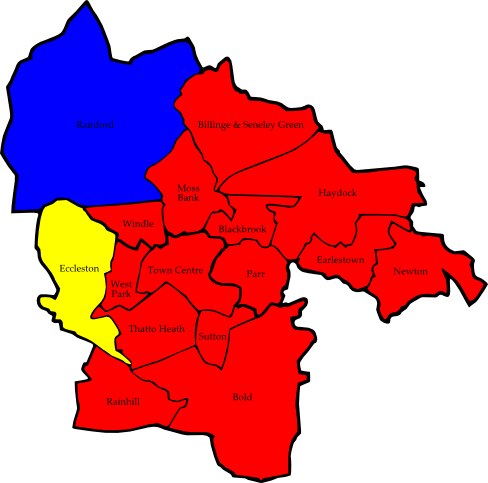 Rainford
Billinge & Seneley Green
Moss
Bank
Haydock
Windle
Blackbrook
Eccleston
Town Centre
Parr
Earlestown
Newton
West
Park
Thatto Heath
Sutton
Rainhill
Bold